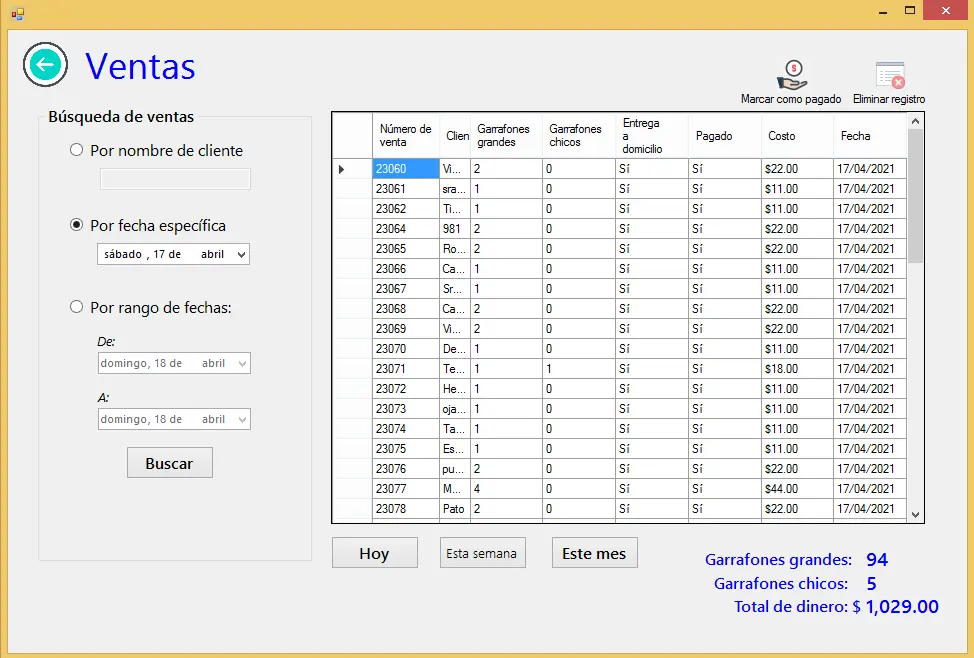 Ventas
Marcar como pagado
Eliminar registro
Búsqueda de ventas
Por nombre de cliente
Por fecha específica
sábado , 17 de abril
Por rango de fechas:
De:
domingo, 18 de abril
A:
domingo, 18 de abril
Buscar
Número de venta Clien Garrafones grandes Garrafones chicos Entrega a domicilio Pagado Costo Fecha
23060 Vi... 2 0 Sí Sí $22.00 17/04/2021
23061 sra... 1 0 Sí Sí $11.00 17/04/2021
23062 Ti... 1 0 Sí Sí $11.00 17/04/2021
23064 981 2 0 Sí Sí $22.00 17/04/2021
23065 Ro... 2 0 Sí Sí $22.00 17/04/2021
23066 Ca... 1 0 Sí Sí $11.00 17/04/2021
23067 Sr... 1 0 Sí Sí $11.00 17/04/2021
23068 Ca... 2 0 Sí Sí $22.00 17/04/2021
23069 Vi... 2 0 Sí Sí $22.00 17/04/2021
23070 De... 1 0 Sí Sí $11.00 17/04/2021
23071 Te... 1 1 Sí Sí $18.00 17/04/2021
23072 He... 1 0 Sí Sí $11.00 17/04/2021
23073 oja... 1 0 Sí Sí $11.00 17/04/2021
23074 Ta... 1 0 Sí Sí $11.00 17/04/2021
23075 Es... 1 0 Sí Sí $11.00 17/04/2021
23076 pu... 2 0 Sí Sí $22.00 17/04/2021
23077 M... 4 0 Sí Sí $44.00 17/04/2021
23078 Pato 2 0 Sí Sí $22.00 17/04/2021
Hoy
Esta semana
Este mes
Garrafones grandes: 94
Garrafones chicos: 5
Total de dinero: $ 1,029.00